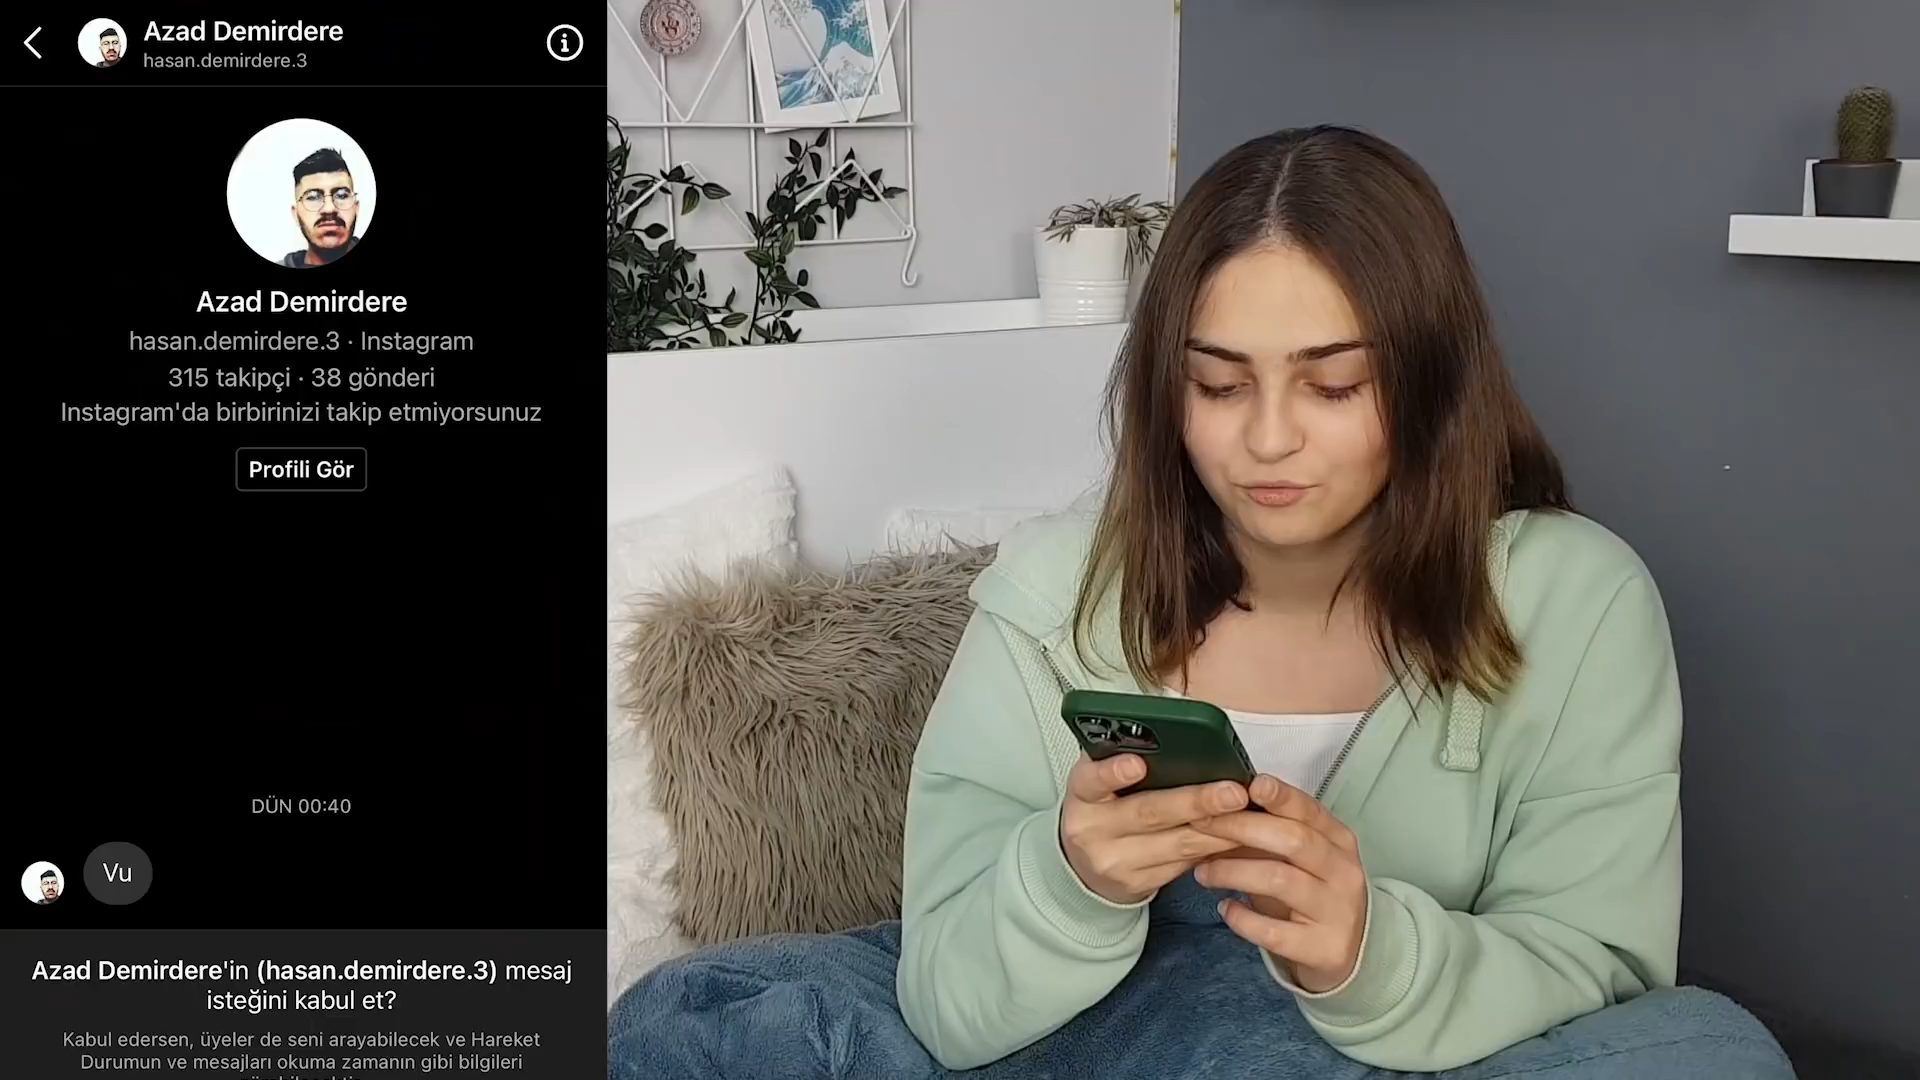 Azad Demirdere
hasan.demirdere.3
Azad Demirdere
hasan.demirdere.3 · Instagram
315 takipçi · 38 gönderi
Instagram'da birbirinizi takip etmiyorsunuz
Profili Gör
DÜN 00:40
Vu
Azad Demirdere'in (hasan.demirdere.3) mesaj
isteğini kabul et?
Kabul edersen, üyeler de seni arayabilecek ve Hareket
Durumun ve mesajları okuma zamanın gibi bilgileri